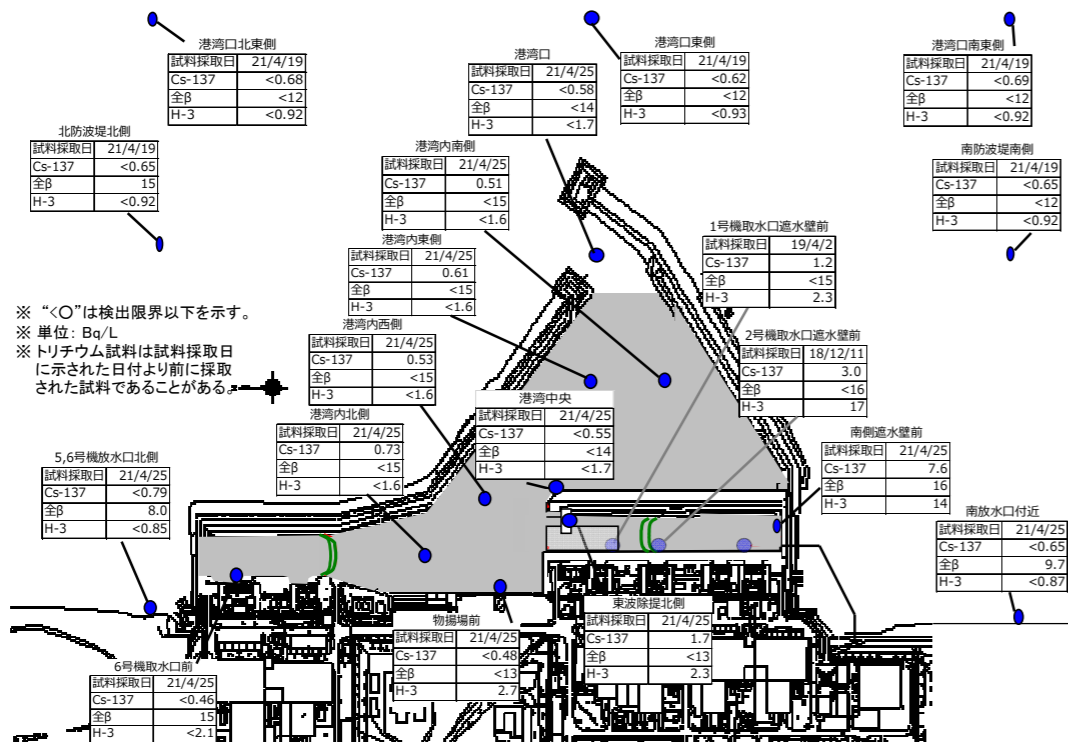 港湾口北東側
試料採取日 21/4/19
Cs-137 <0.68
全β <12
H-3 <0.92
港湾口
試料採取日 21/4/25
Cs-137 <0.58
全β <14
H-3 <1.7
港湾口東側
試料採取日 21/4/19
Cs-137 <0.62
全β <12
H-3 <0.93
港湾口南東側
試料採取日 21/4/19
Cs-137 <0.69
全β <12
H-3 <0.92
北防波堤北側
試料採取日 21/4/19
Cs-137 <0.65
全β 15
H-3 <0.92
港湾内南側
試料採取日 21/4/25
Cs-137 0.51
全β <15
H-3 <1.6
南防波堤南側
試料採取日 21/4/19
Cs-137 <0.65
全β <12
H-3 <0.92
港湾内東側
試料採取日 21/4/25
Cs-137 0.61
全β <15
H-3 <1.6
1号機取水口遮水壁前
試料採取日 19/4/2
Cs-137 1.2
全β <15
H-3 2.3
※ “<○”は検出限界以下を示す。
※ 単位: Bq/L
※ トリチウム試料は試料採取日
に示された日付より前に採取
された試料であることがある。
港湾内西側
試料採取日 21/4/25
Cs-137 0.53
全β <15
H-3 <1.6
2号機取水口遮水壁前
試料採取日 18/12/11
Cs-137 3.0
全β <16
H-3 17
港湾中央
試料採取日 21/4/25
Cs-137 <0.55
全β <14
H-3 <1.7
港湾内北側
試料採取日 21/4/25
Cs-137 0.73
全β <15
H-3 <1.6
南側遮水壁前
試料採取日 21/4/25
Cs-137 7.6
全β 16
H-3 14
5,6号機放水口北側
試料採取日 21/4/25
Cs-137 <0.79
全β 8.0
H-3 <0.85
南放水口付近
試料採取日 21/4/25
Cs-137 <0.65
全β 9.7
H-3 <0.87
東波除堤北側
試料採取日 21/4/25
Cs-137 1.7
全β <13
H-3 2.3
物揚場前
試料採取日 21/4/25
Cs-137 <0.48
全β <13
H-3 2.7
6号機取水口前
試料採取日 21/4/25
Cs-137 <0.46
全β 15
H-3 <2.1